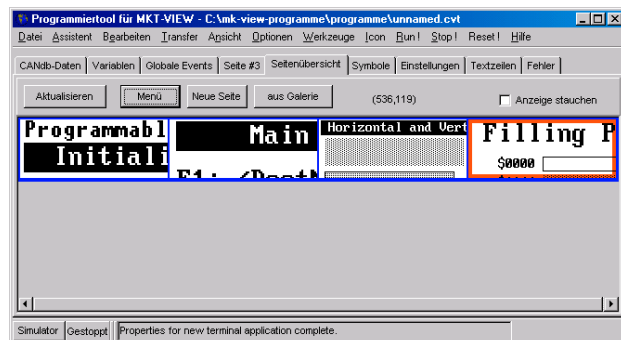 Programmiertool für MKT-VIEW - C:\mk-view-programme\programme\unnamed.cvt
Datei Assistent Bearbeiten Transfer Ansicht Optionen Werkzeuge Icon Run! Stop! Reset! Hilfe
CANdb-Daten Variablen Globale Events Seite #3 Seitenübersicht Symbole Einstellungen Textzeilen Fehler
Aktualisieren Menü Neue Seite aus Galerie (536,119) Anzeige stauchen
Programmabl Main Horizontal and Vert Filling P
Initiali
$0000
Simulator Gestoppt Properties for new terminal application complete.